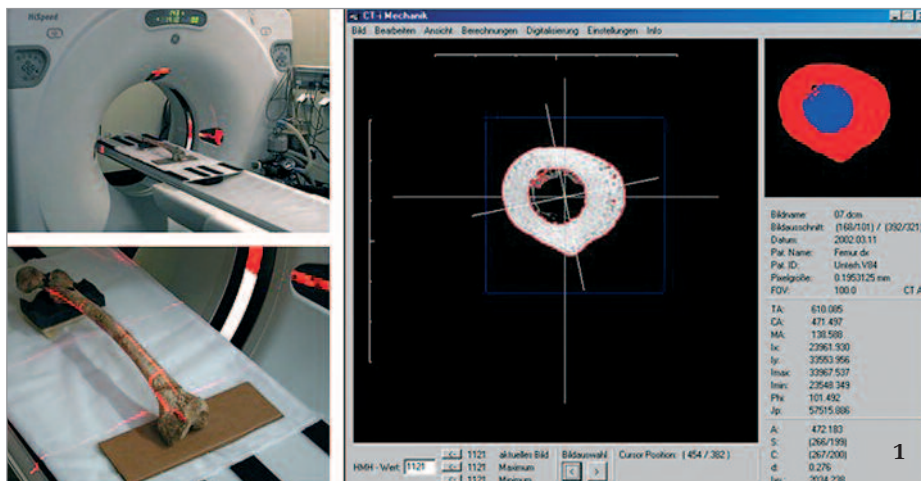 HiSpeed
CT-i Mechanik
Bild Bearbeiten Ansicht Berechnungen Digitalisierung Einstellungen Info
Bildname: 07.dcm
Bildausschnitt: (168/101) / (392/321)
Datum: 2002.03.11
Pat. Name: Femur dx
Pat. ID: Unterh.V84
Pixelgröße: 0.1953125 mm
FOV: 100.0 CT A
TA: 610.085
CA: 471.497
MA: 138.588
Ix: 23961.930
Iy: 33553.956
Imax: 33967.537
Imin: 23548.349
Phi: 101.492
Jp: 57515.886
A: 472.183
S: (266/199)
C: (267/200)
d: 0.276
HMH - Wert: 1121
<- 1121 aktuelles Bild
<- 1121 Maximum
<- 1121 Minimum
Bildauswahl
< >
Cursor Position: ( 454 / 382 )
1